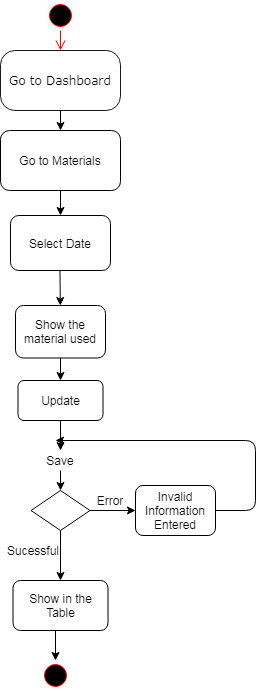 Go to Dashboard
Go to Materials
Select Date
Show the
material used
Update
Save
Error
Invalid
Information
Entered
Sucessful
Show in the
Table